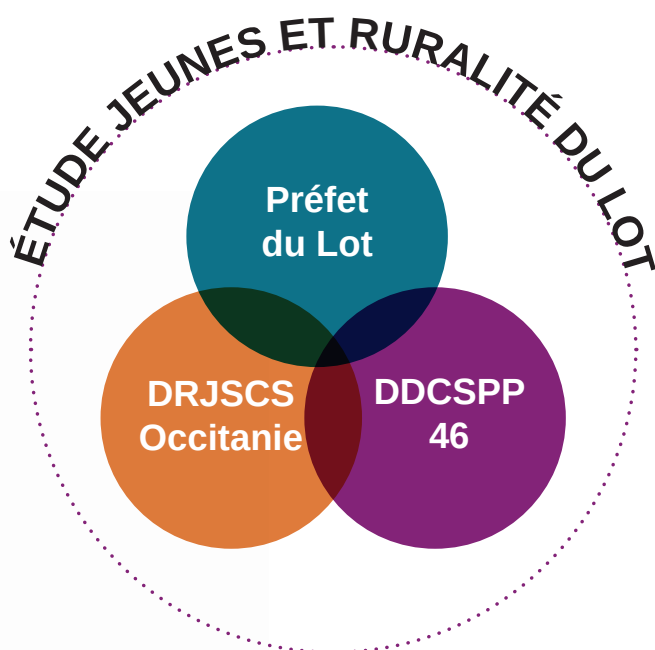 ÉTUDE JEUNES ET RURALITÉ DU LOT
Préfet
du Lot
DRJSCS
Occitanie
DDCSPP
46